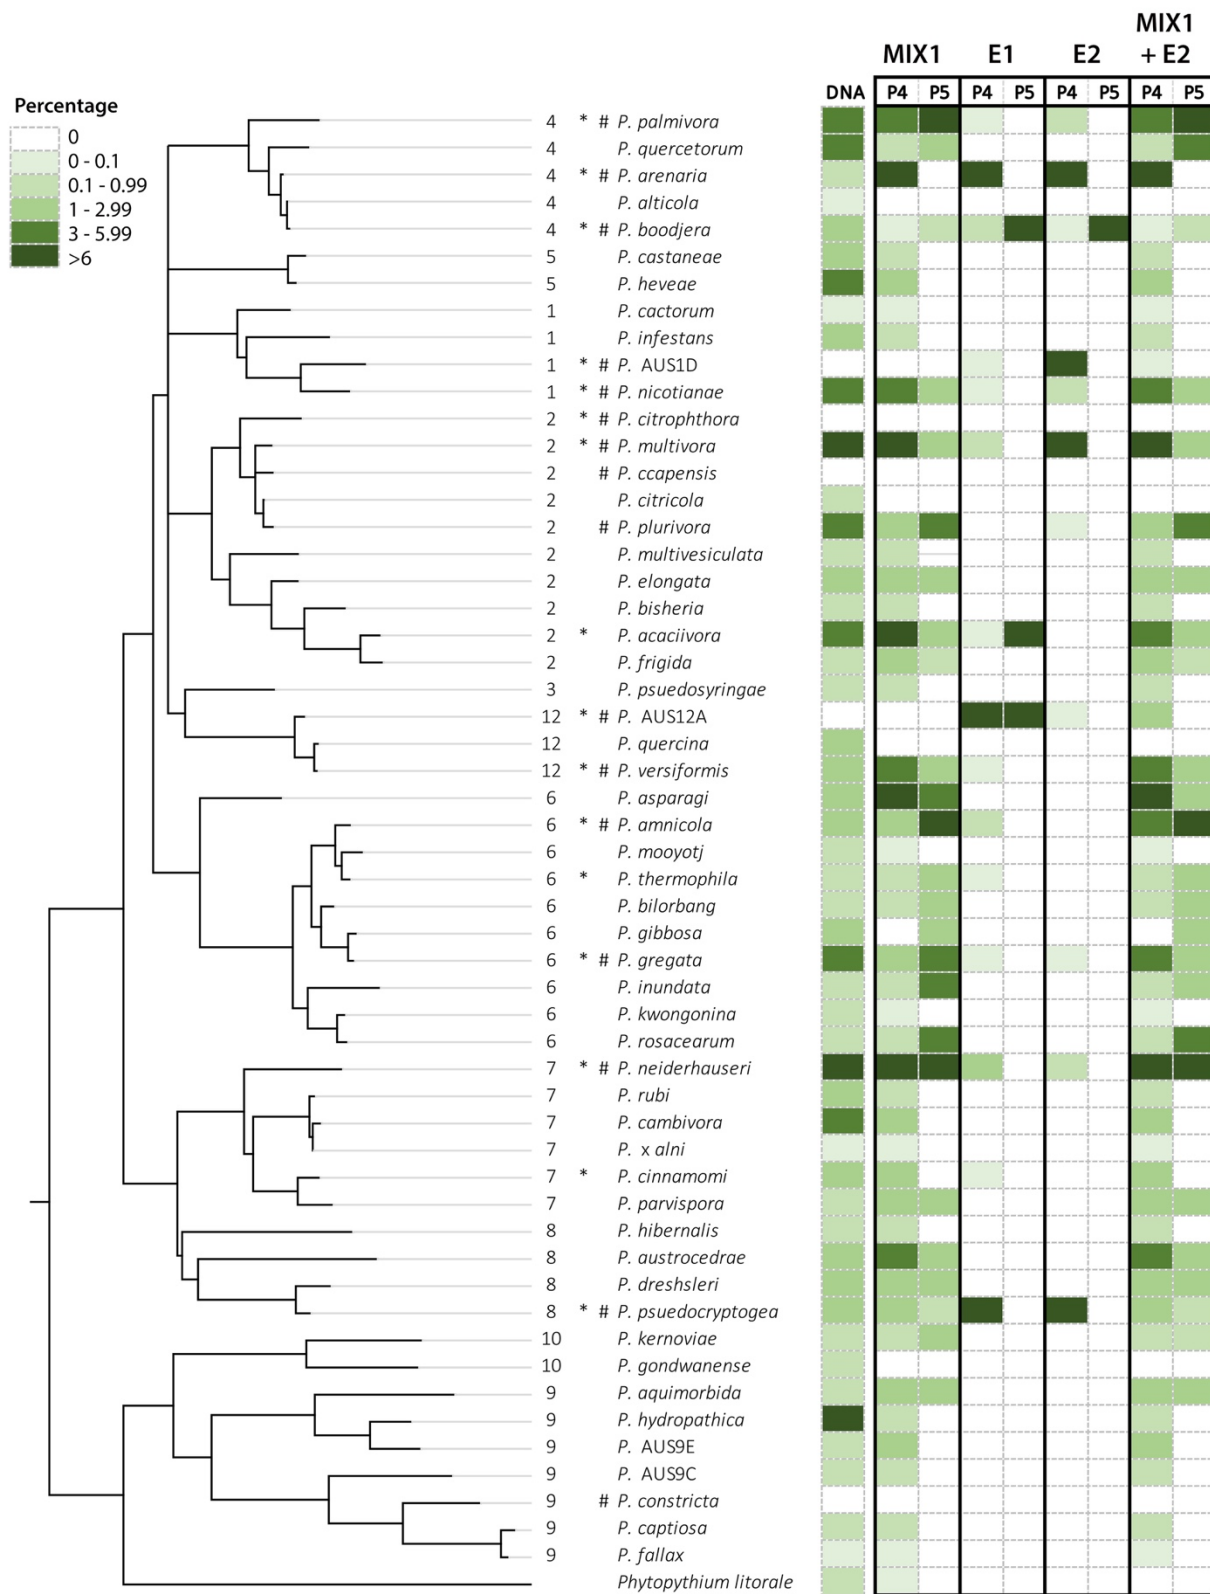 MIX1
MIX1 E1 E2 + E2
DNA P4 P5 P4 P5 P4 P5 P4 P5
Percentage
0
0 - 0.1
0.1 - 0.99
1 - 2.99
3 - 5.99
>6
4 * # P. palmivora
4 P. quercetorum
4 * # P. arenaria
4 P. alticola
4 * # P. boodjera
5 P. castaneae
5 P. heveae
1 P. cactorum
1 P. infestans
1 * # P. AUS1D
1 * # P. nicotianae
2 * # P. citrophthora
2 * # P. multivora
2 # P. ccapensis
2 P. citricola
2 # P. plurivora
2 P. multivesiculata
2 P. elongata
2 P. bisheria
2 * P. acaciivora
2 P. frigida
3 P. psuedosyringae
12 * # P. AUS12A
12 P. quercina
12 * # P. versiformis
6 P. asparagi
6 * # P. amnicola
6 P. mooyotj
6 * P. thermophila
6 P. bilorbang
6 P. gibbosa
6 * # P. gregata
6 P. inundata
6 P. kwongonina
6 P. rosacearum
7 * # P. neiderhauseri
7 P. rubi
7 P. cambivora
7 P. x alni
7 * P. cinnamomi
7 P. parvispora
8 P. hibernalis
8 P. austrocedrae
8 P. dreshsleri
8 * # P. psuedocryptogea
10 P. kernoviae
10 P. gondwanense
9 P. aquimorbida
9 P. hydropathica
9 P. AUS9E
9 P. AUS9C
9 # P. constricta
9 P. captiosa
9 P. fallax
Phytopythium litorale